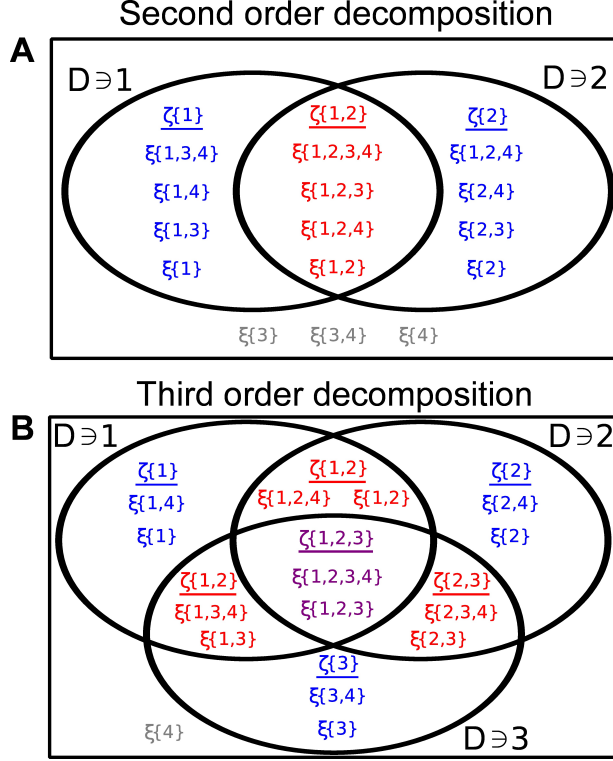 Second order decomposition
A
D∋1
D∋2
ζ{1}
ζ{1,2}
ζ{2}
ξ{1,3,4}
ξ{1,2,3,4}
ξ{1,2,4}
ξ{1,4}
ξ{1,2,3}
ξ{2,4}
ξ{1,3}
ξ{1,2,4}
ξ{2,3}
ξ{1}
ξ{1,2}
ξ{2}
ξ{3}
ξ{3,4}
ξ{4}
Third order decomposition
B
D∋1
D∋2
ζ{1}
ζ{1,2}
ζ{2}
ξ{1,4}
ξ{1,2,4}
ξ{1,2}
ξ{2,4}
ξ{1}
ζ{1,2,3}
ξ{2}
ζ{1,2}
ξ{1,2,3,4}
ζ{2,3}
ξ{1,3,4}
ξ{1,2,3}
ξ{2,3,4}
ξ{1,3}
ξ{2,3}
ζ{3}
ξ{3,4}
ξ{3}
ξ{4}
D∋3